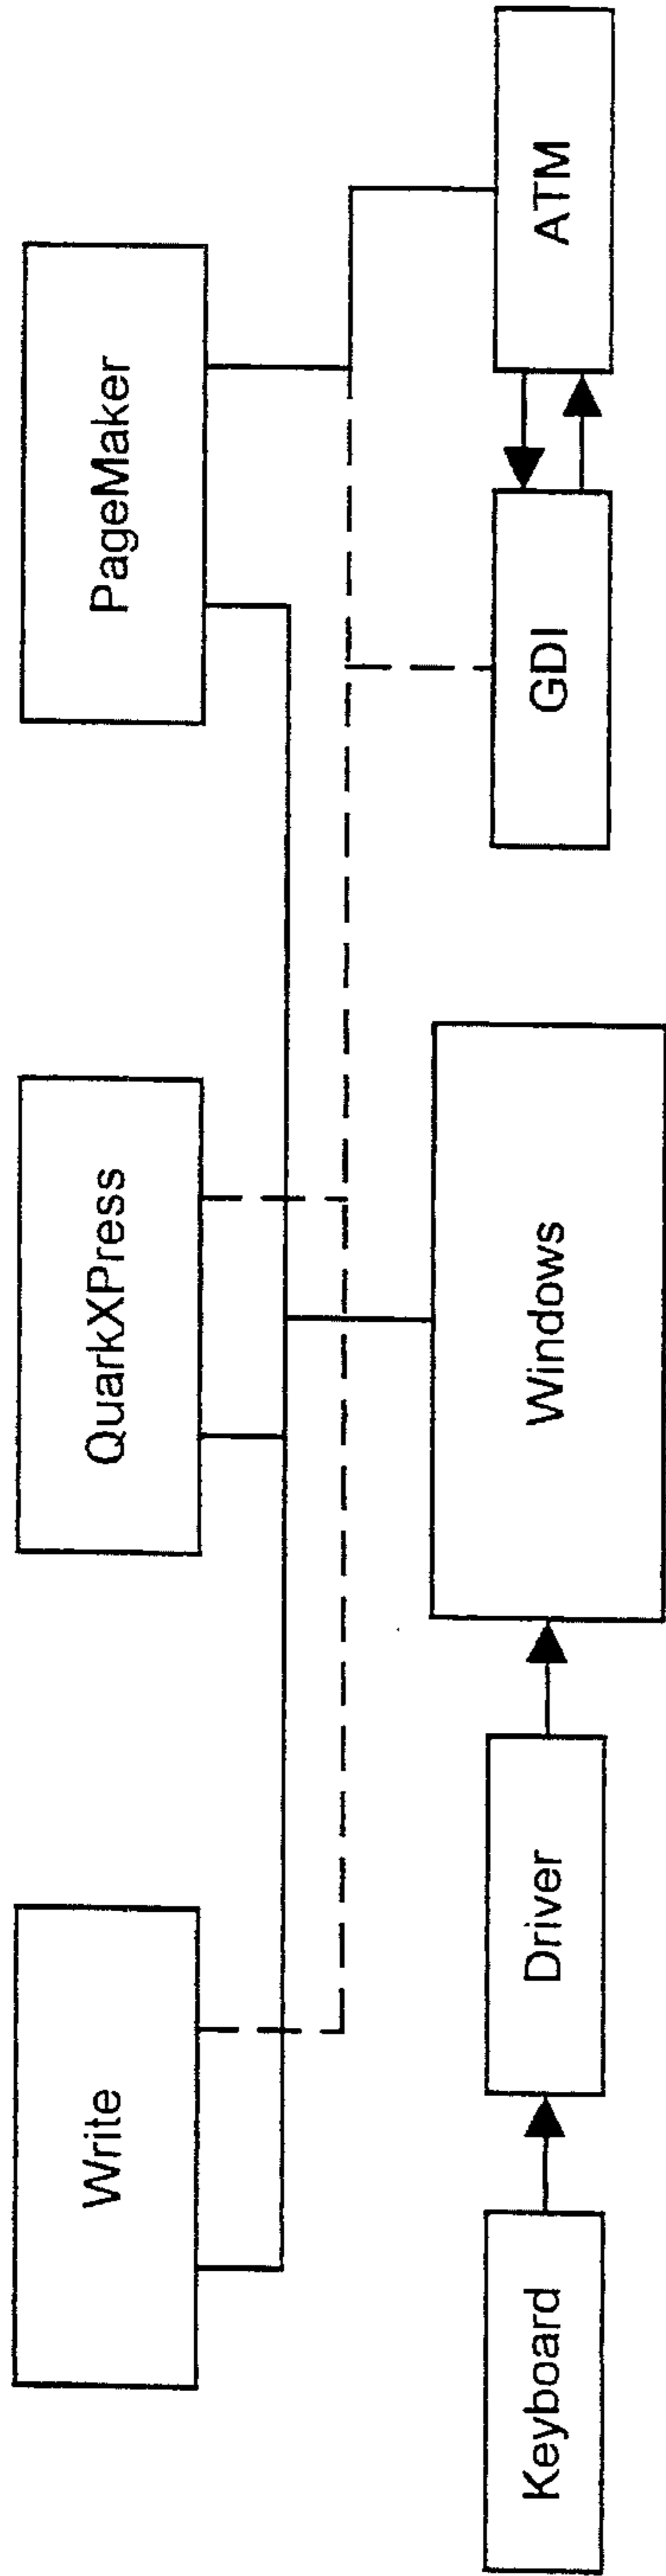 Write
QuarkXPress
PageMaker
Keyboard
Driver
Windows
GDI
ATM